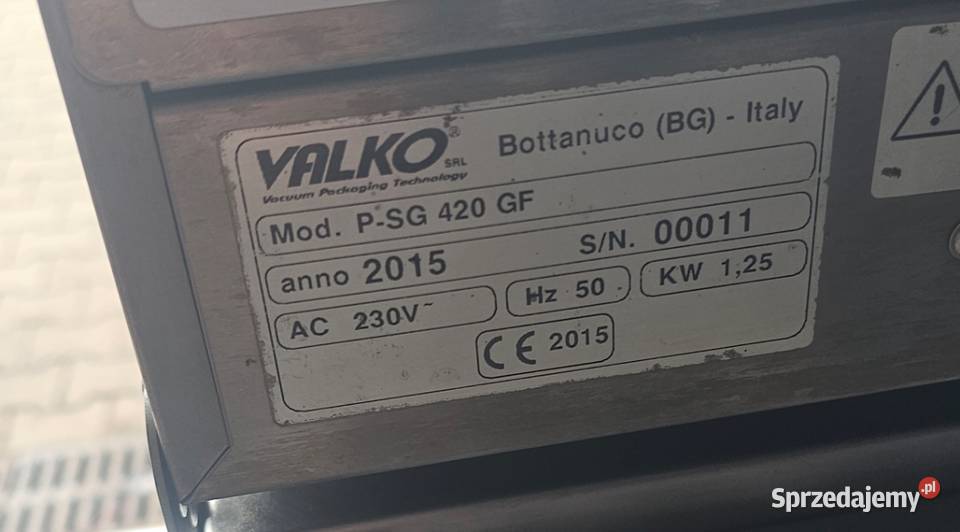 VALKO® SRL Bottanuco (BG) - Italy
Vacuum Packaging Technology
Mod. P-SG 420 GF
anno 2015 S/N. 00011
AC 230V~ Hz 50 KW 1,25
CE 2015
Sprzedajemy.pl